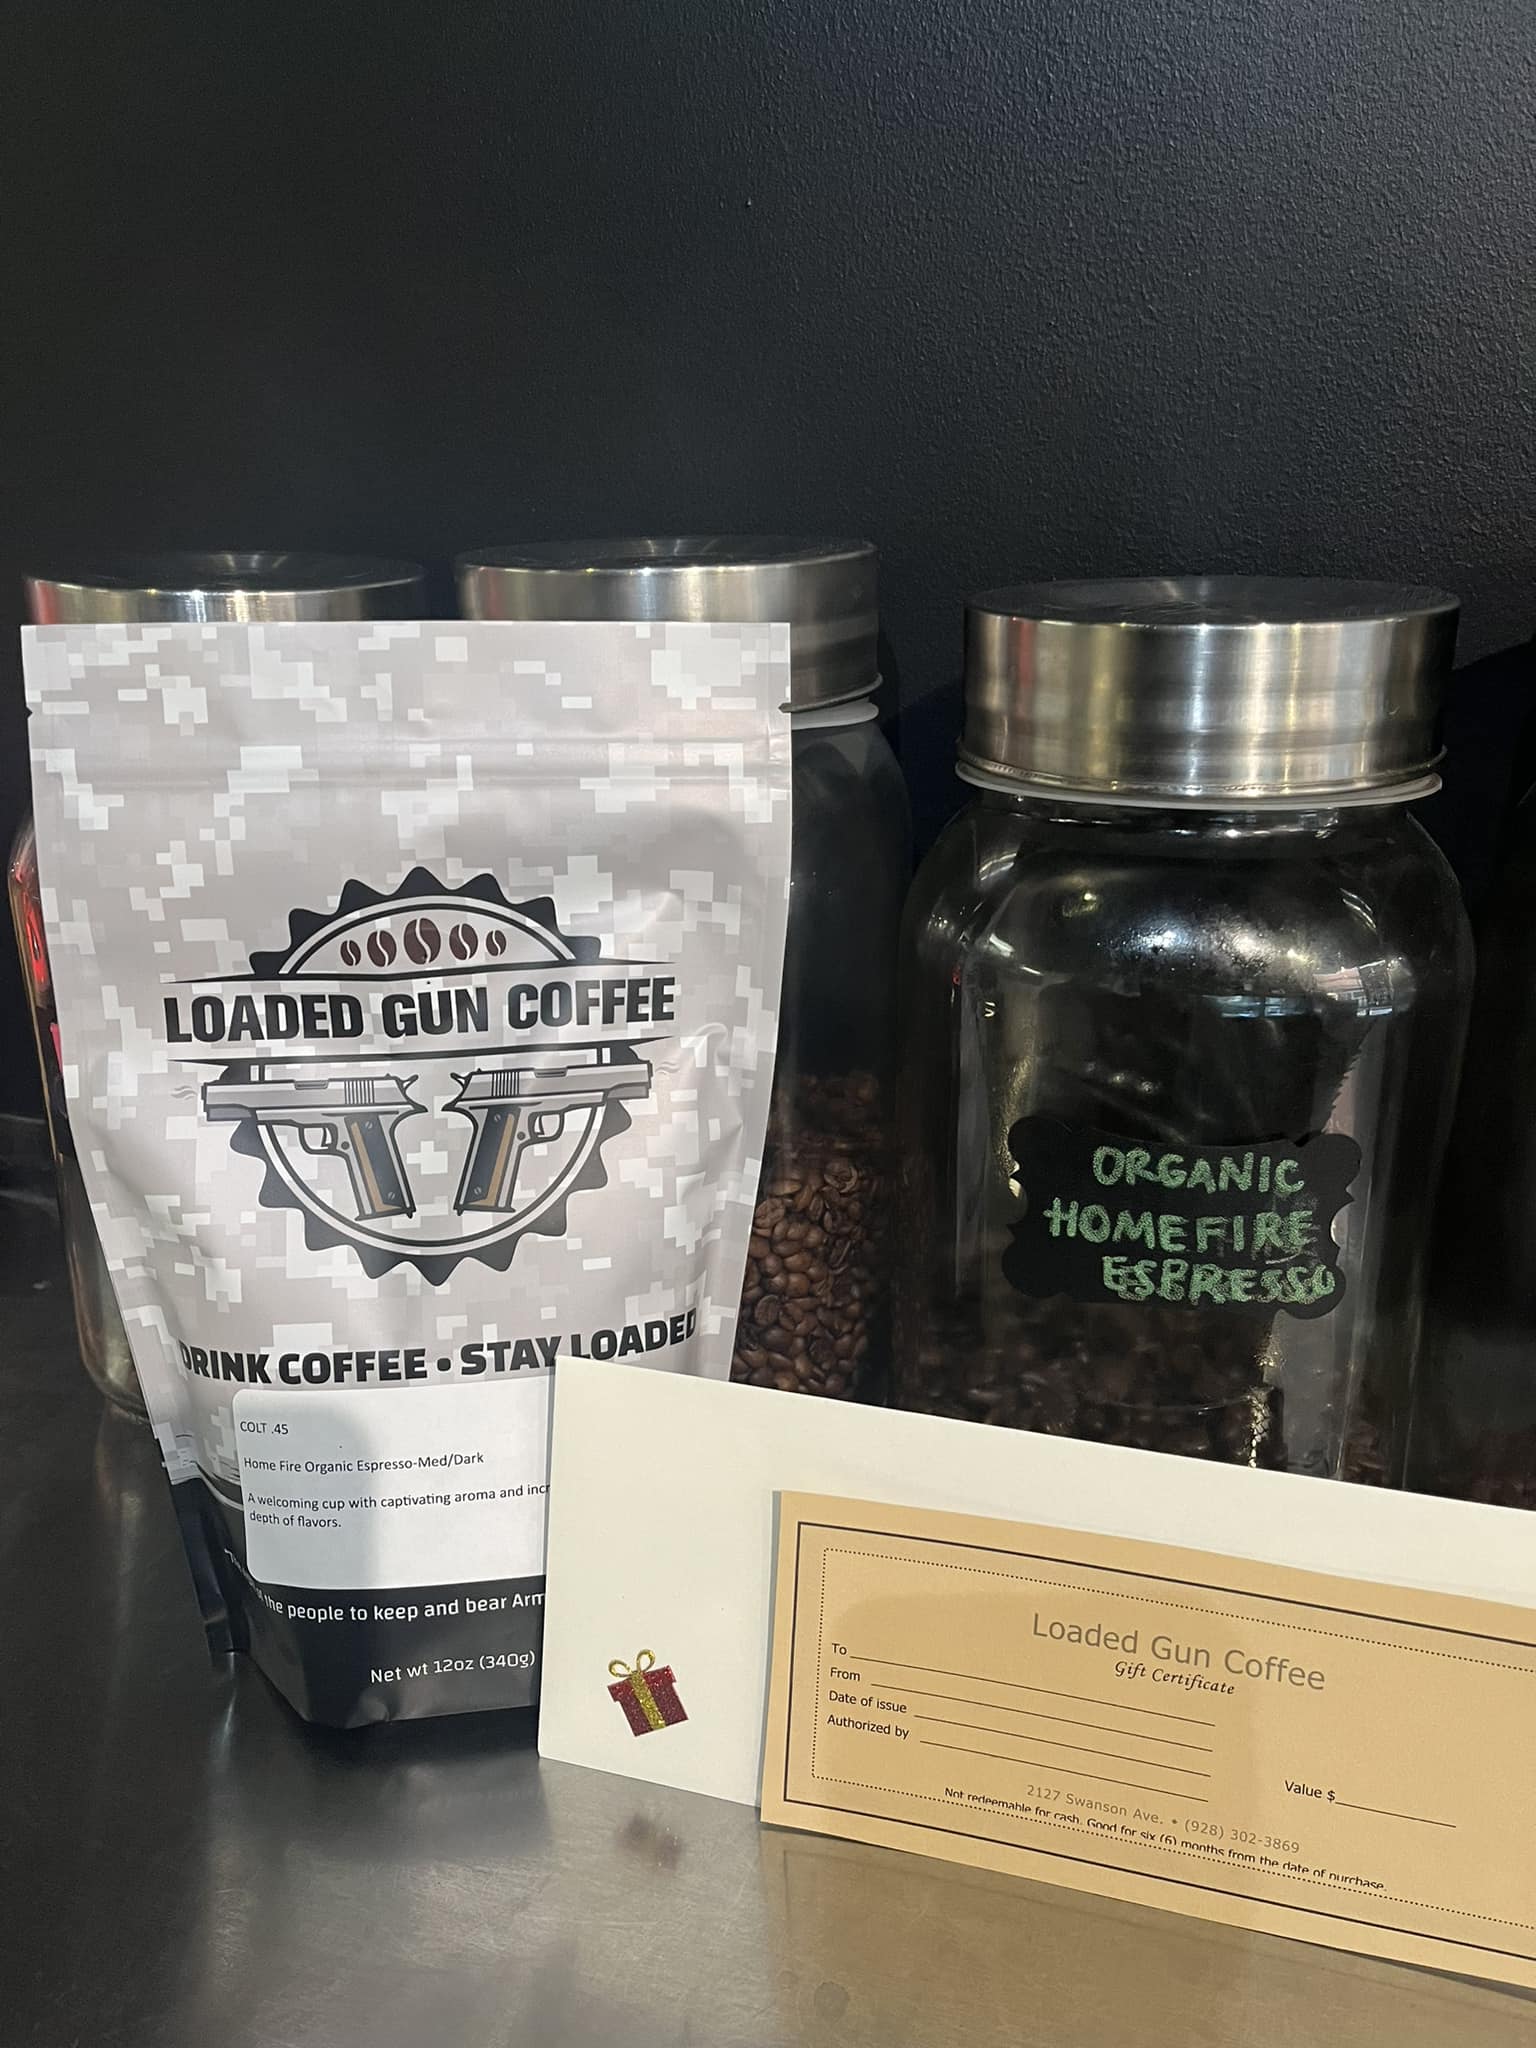 LOADED GUN COFFEE
DRINK COFFEE • STAY LOADED
COLT .45
Home Fire Organic Espresso-Med/Dark
A welcoming cup with captivating aroma and
depth of flavors.
the people to keep and bear
Net wt 12oz (340g)
ORGANIC
HOMEFIRE
ESPRESSO
Loaded Gun Coffee
Gift Certificate
To
From
Date of issue
Authorized by
Value $
2127 Swanson Ave. • (928) 302-3869
Not redeemable for cash. Good for six (6) months from the date of purchase.